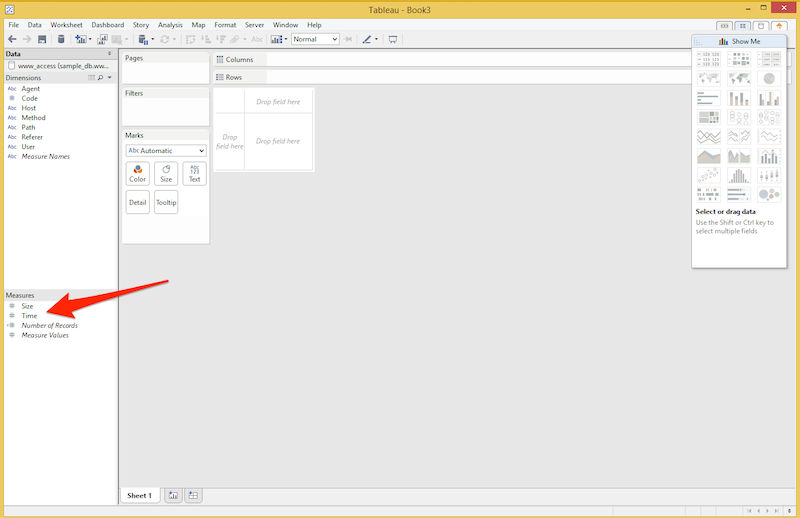 Tableau - Book3
File Data Worksheet Dashboard Story Analysis Map Format Server Window Help
Abc Normal
Data
www_access (sample_db.ww...
Dimensions
Abc Agent
Code
Abc Host
Abc Method
Abc Path
Abc Referer
Abc User
Abc Measure Names
Measures
Size
Time
Number of Records
Measure Values
Pages
Filters
Marks
Abc Automatic
Color Size Abc 123 Text
Detail Tooltip
Columns
Rows
Drop field here
Drop field here
Drop field here
Show Me
Select or drag data
Use the Shift or Ctrl key to
select multiple fields
Sheet 1